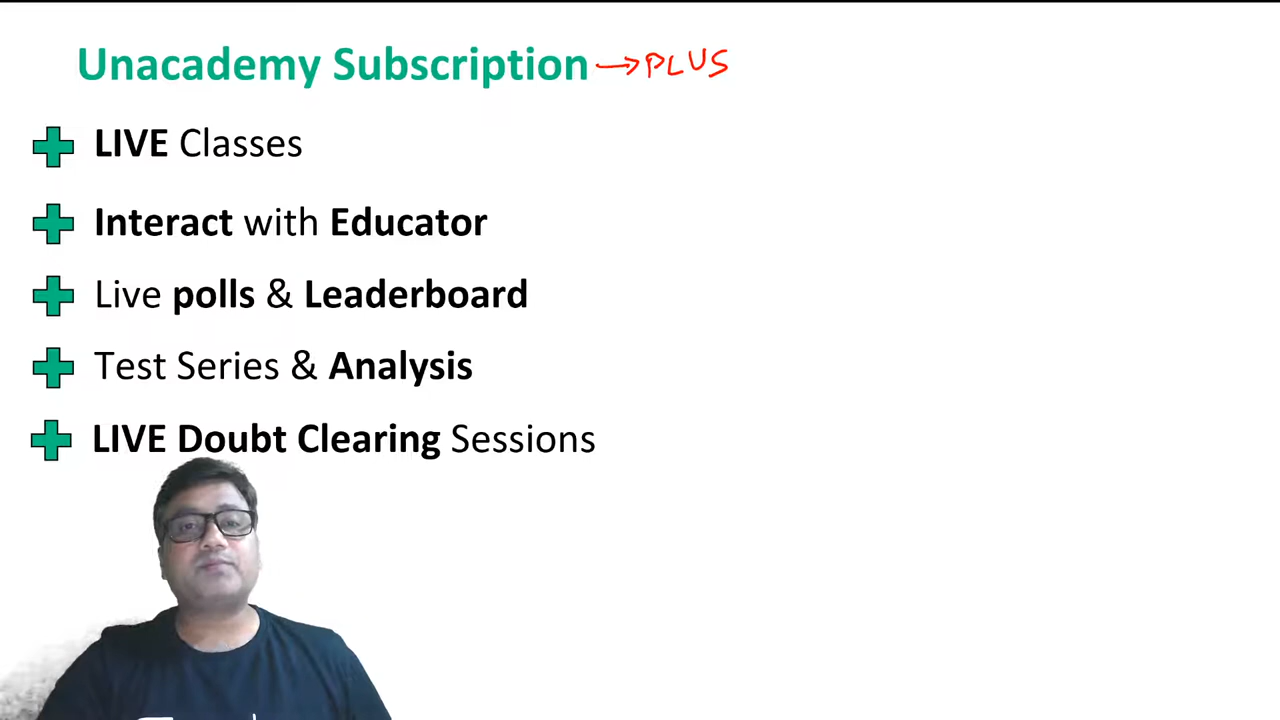 Unacademy Subscription → PLUS
LIVE Classes
Interact with Educator
Live polls & Leaderboard
Test Series & Analysis
LIVE Doubt Clearing Sessions